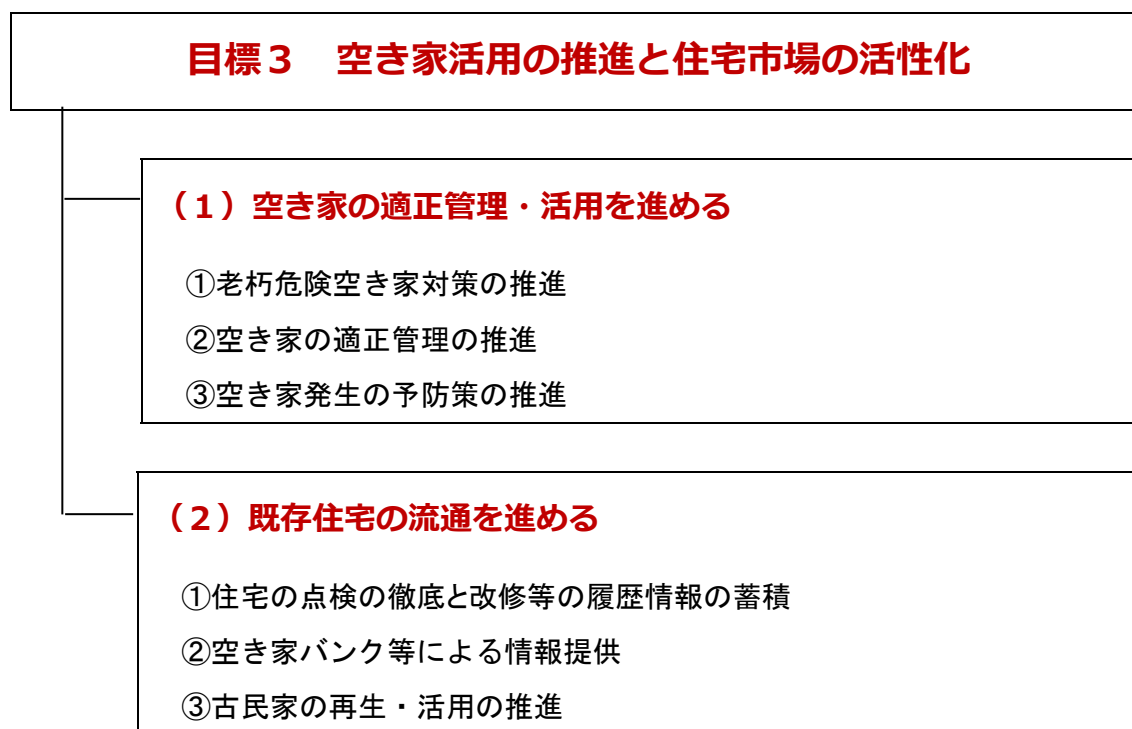 目標３　空き家活用の推進と住宅市場の活性化
（１）空き家の適正管理・活用を進める
①老朽危険空き家対策の推進
②空き家の適正管理の推進
③空き家発生の予防策の推進
（２）既存住宅の流通を進める
①住宅の点検の徹底と改修等の履歴情報の蓄積
②空き家バンク等による情報提供
③古民家の再生・活用の推進